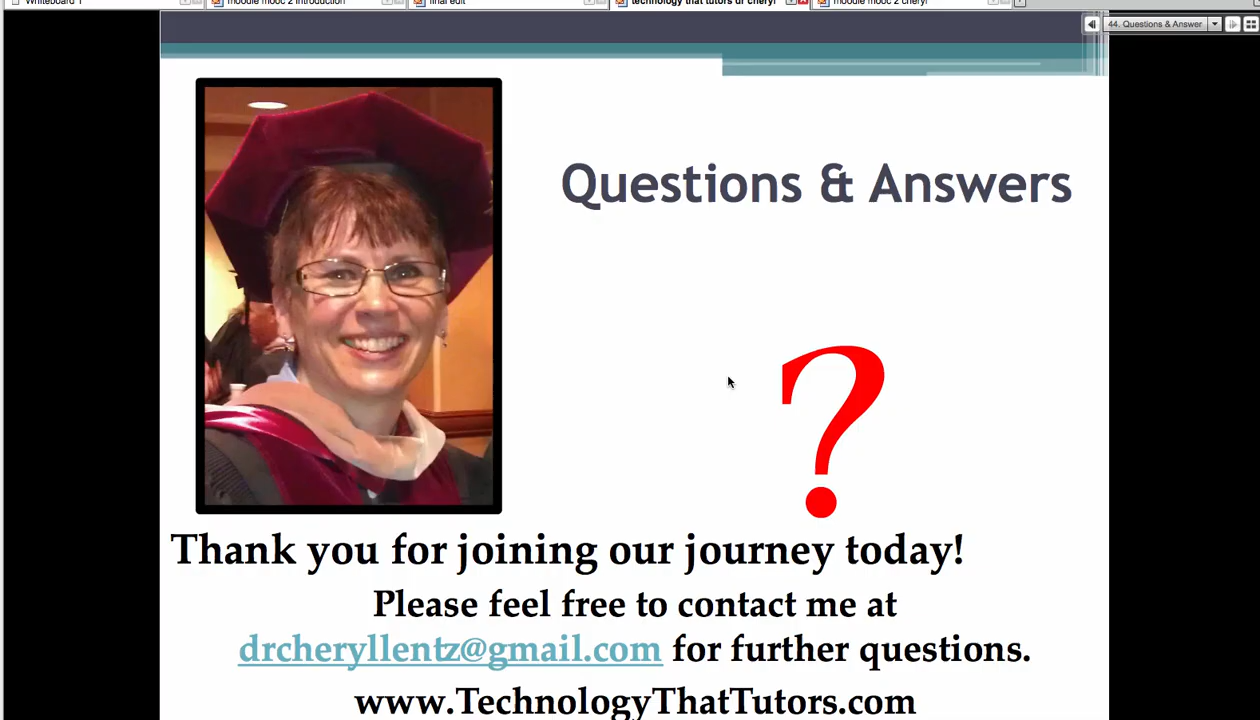 Whiteboard 1
moodle mooc 2 introduction
final edit
technology that tutors dr cheryl
moodle mooc 2 cheryl
44. Questions & Answer
Questions & Answers
?
Thank you for joining our journey today!
Please feel free to contact me at
drcheryllentz@gmail.com for further questions.
www.TechnologyThatTutors.com